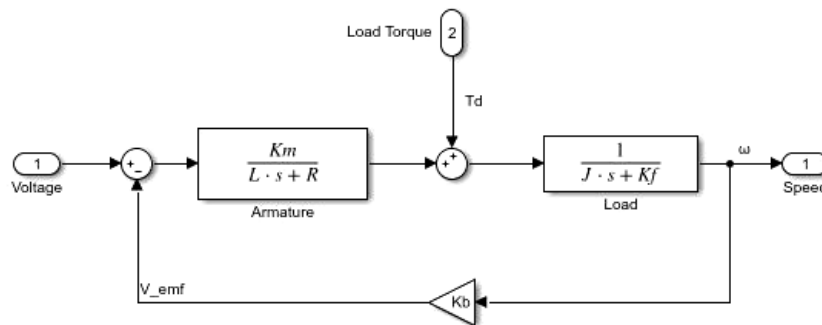 Load Torque
2
Td
1
Voltage
+
−
Km
L · s + R
Armature
+
+
1
J · s + Kf
Load
ω
1
Speed
V_emf
Kb